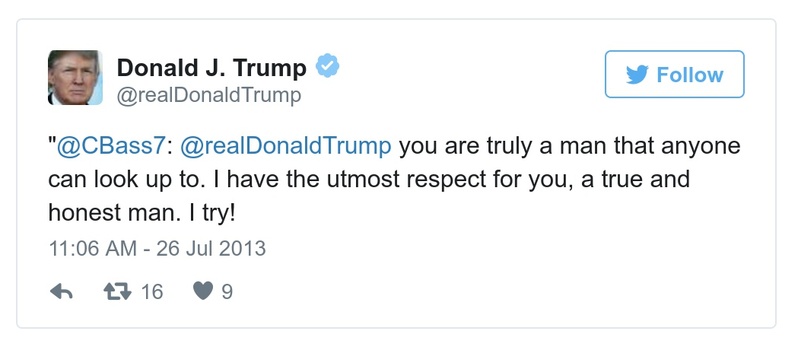 Donald J. Trump
@realDonaldTrump
Follow
"@CBass7: @realDonaldTrump you are truly a man that anyone
can look up to. I have the utmost respect for you, a true and
honest man. I try!
11:06 AM - 26 Jul 2013
16
9